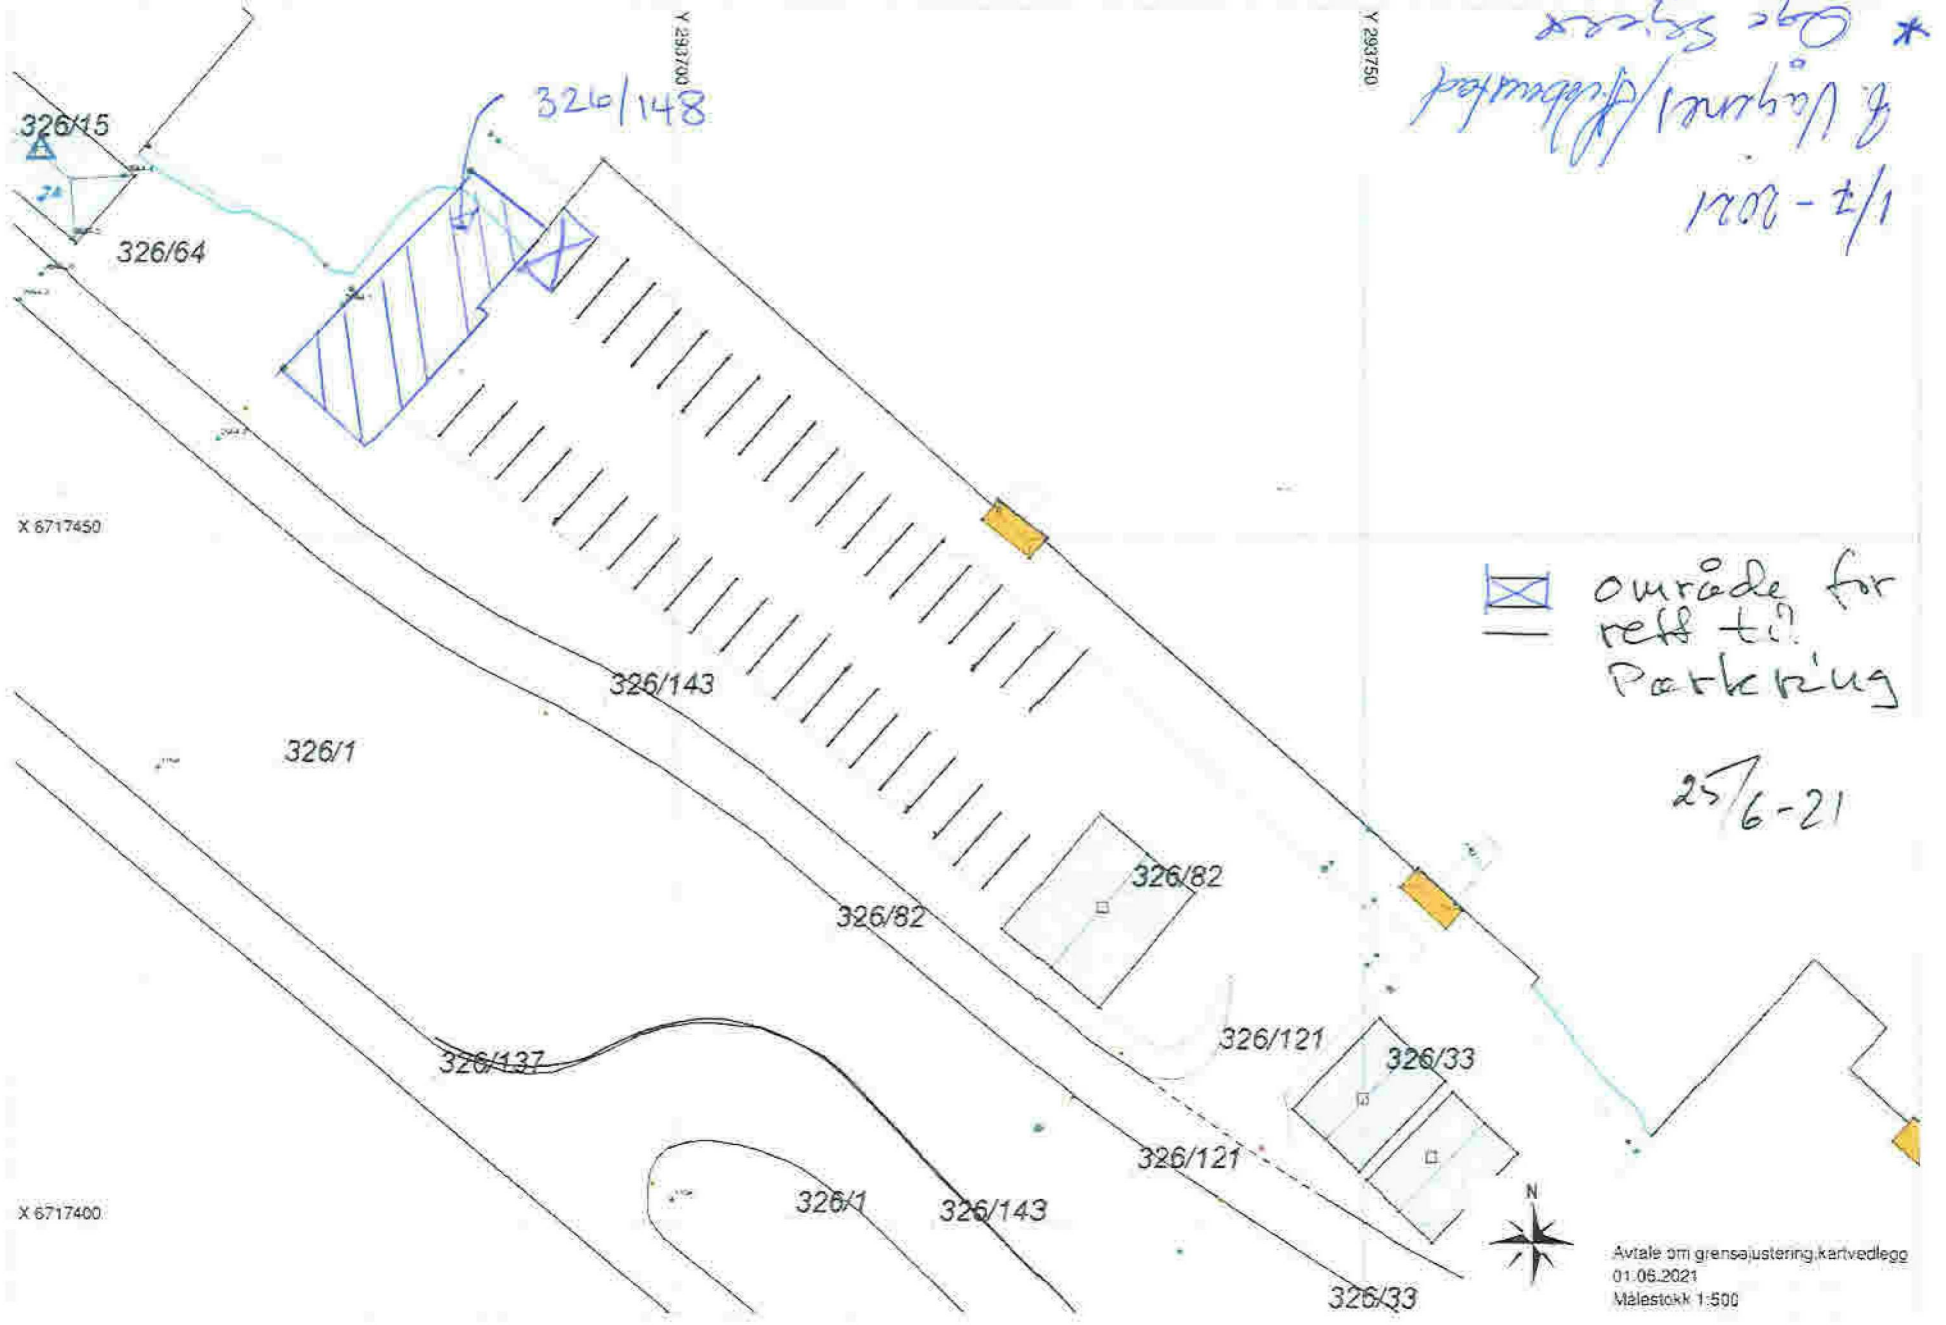 Y 293700
Y 293750
326/148
1/7 - 2021
326/15
326/64
X 6717450
område for
rett til
Parkering
25/6-21
326/143
326/1
326/82
326/82
326/121
326/33
326/137
326/121
326/1
326/143
X 6717400
N
326/33
Avtale om grensejustering,kartvedlegg
01.06.2021
Målestokk 1:500